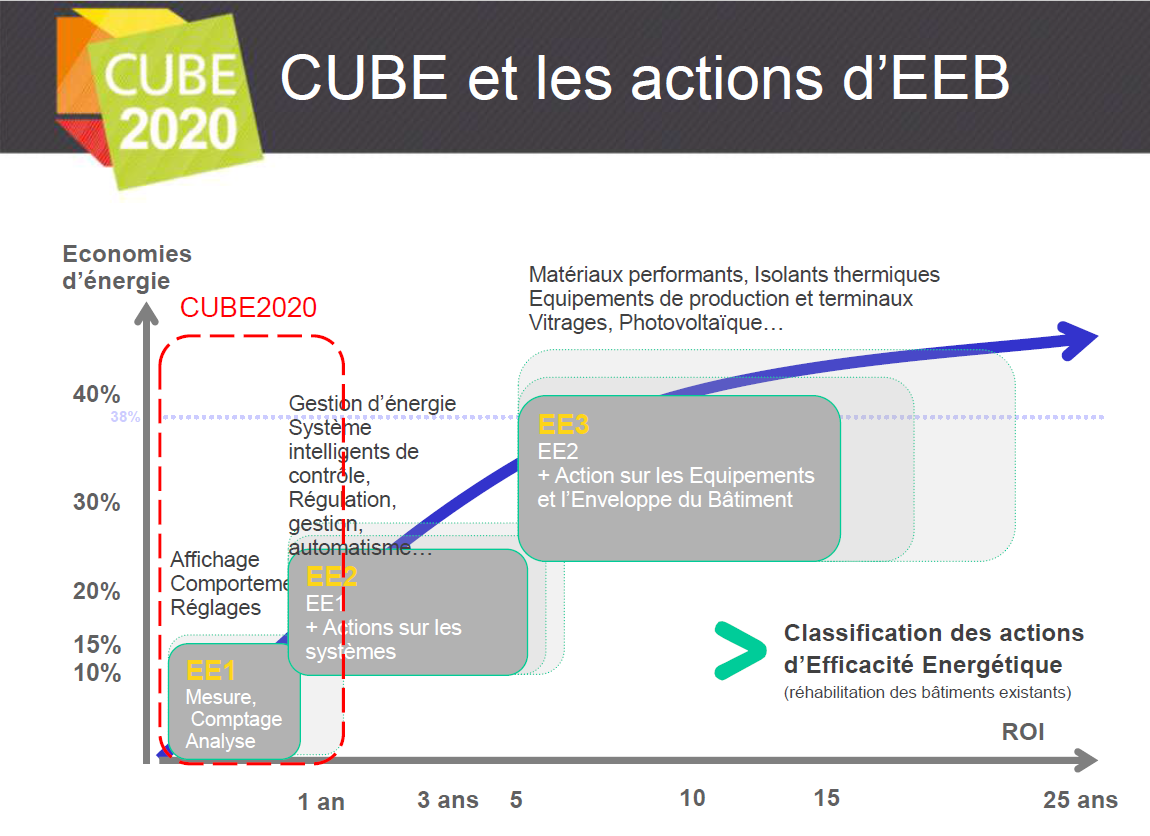 CUBE
2020
CUBE et les actions d’EEB
Economies
d’énergie
CUBE2020
Matériaux performants, Isolants thermiques
Equipements de production et terminaux
Vitrages, Photovoltaïque…
40%
38%
30%
20%
15%
10%
Gestion d’énergie
Système
intelligents de
contrôle,
Régulation,
gestion,
automatisme…
EE3
EE2
+ Action sur les Equipements
et l’Enveloppe du Bâtiment
Affichage
Comporteme
Réglages
EE2
EE1
+ Actions sur les
systèmes
EE1
Mesure,
Comptage
Analyse
Classification des actions
d’Efficacité Energétique
(réhabilitation des bâtiments existants)
ROI
1 an
3 ans
5
10
15
25 ans